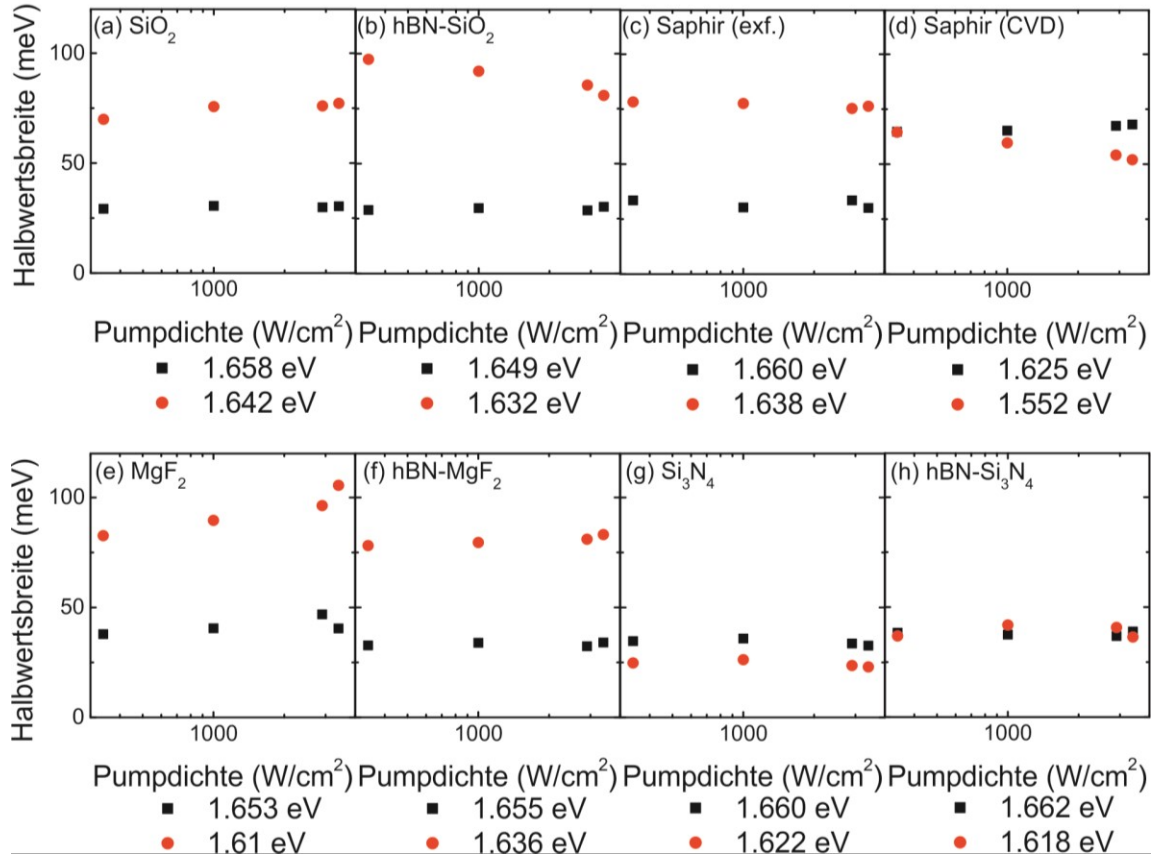 (a) SiO₂ (b) hBN-SiO₂ (c) Saphir (exf.) (d) Saphir (CVD)
Halbwertsbreite (meV)
100
50
0
1000 1000 1000 1000
Pumpdichte (W/cm²) Pumpdichte (W/cm²) Pumpdichte (W/cm²) Pumpdichte (W/cm²)
1.658 eV 1.649 eV 1.660 eV 1.625 eV
1.642 eV 1.632 eV 1.638 eV 1.552 eV
(e) MgF₂ (f) hBN-MgF₂ (g) Si₃N₄ (h) hBN-Si₃N₄
Halbwertsbreite (meV)
100
50
0
1000 1000 1000 1000
Pumpdichte (W/cm²) Pumpdichte (W/cm²) Pumpdichte (W/cm²) Pumpdichte (W/cm²)
1.653 eV 1.655 eV 1.660 eV 1.662 eV
1.61 eV 1.636 eV 1.622 eV 1.618 eV